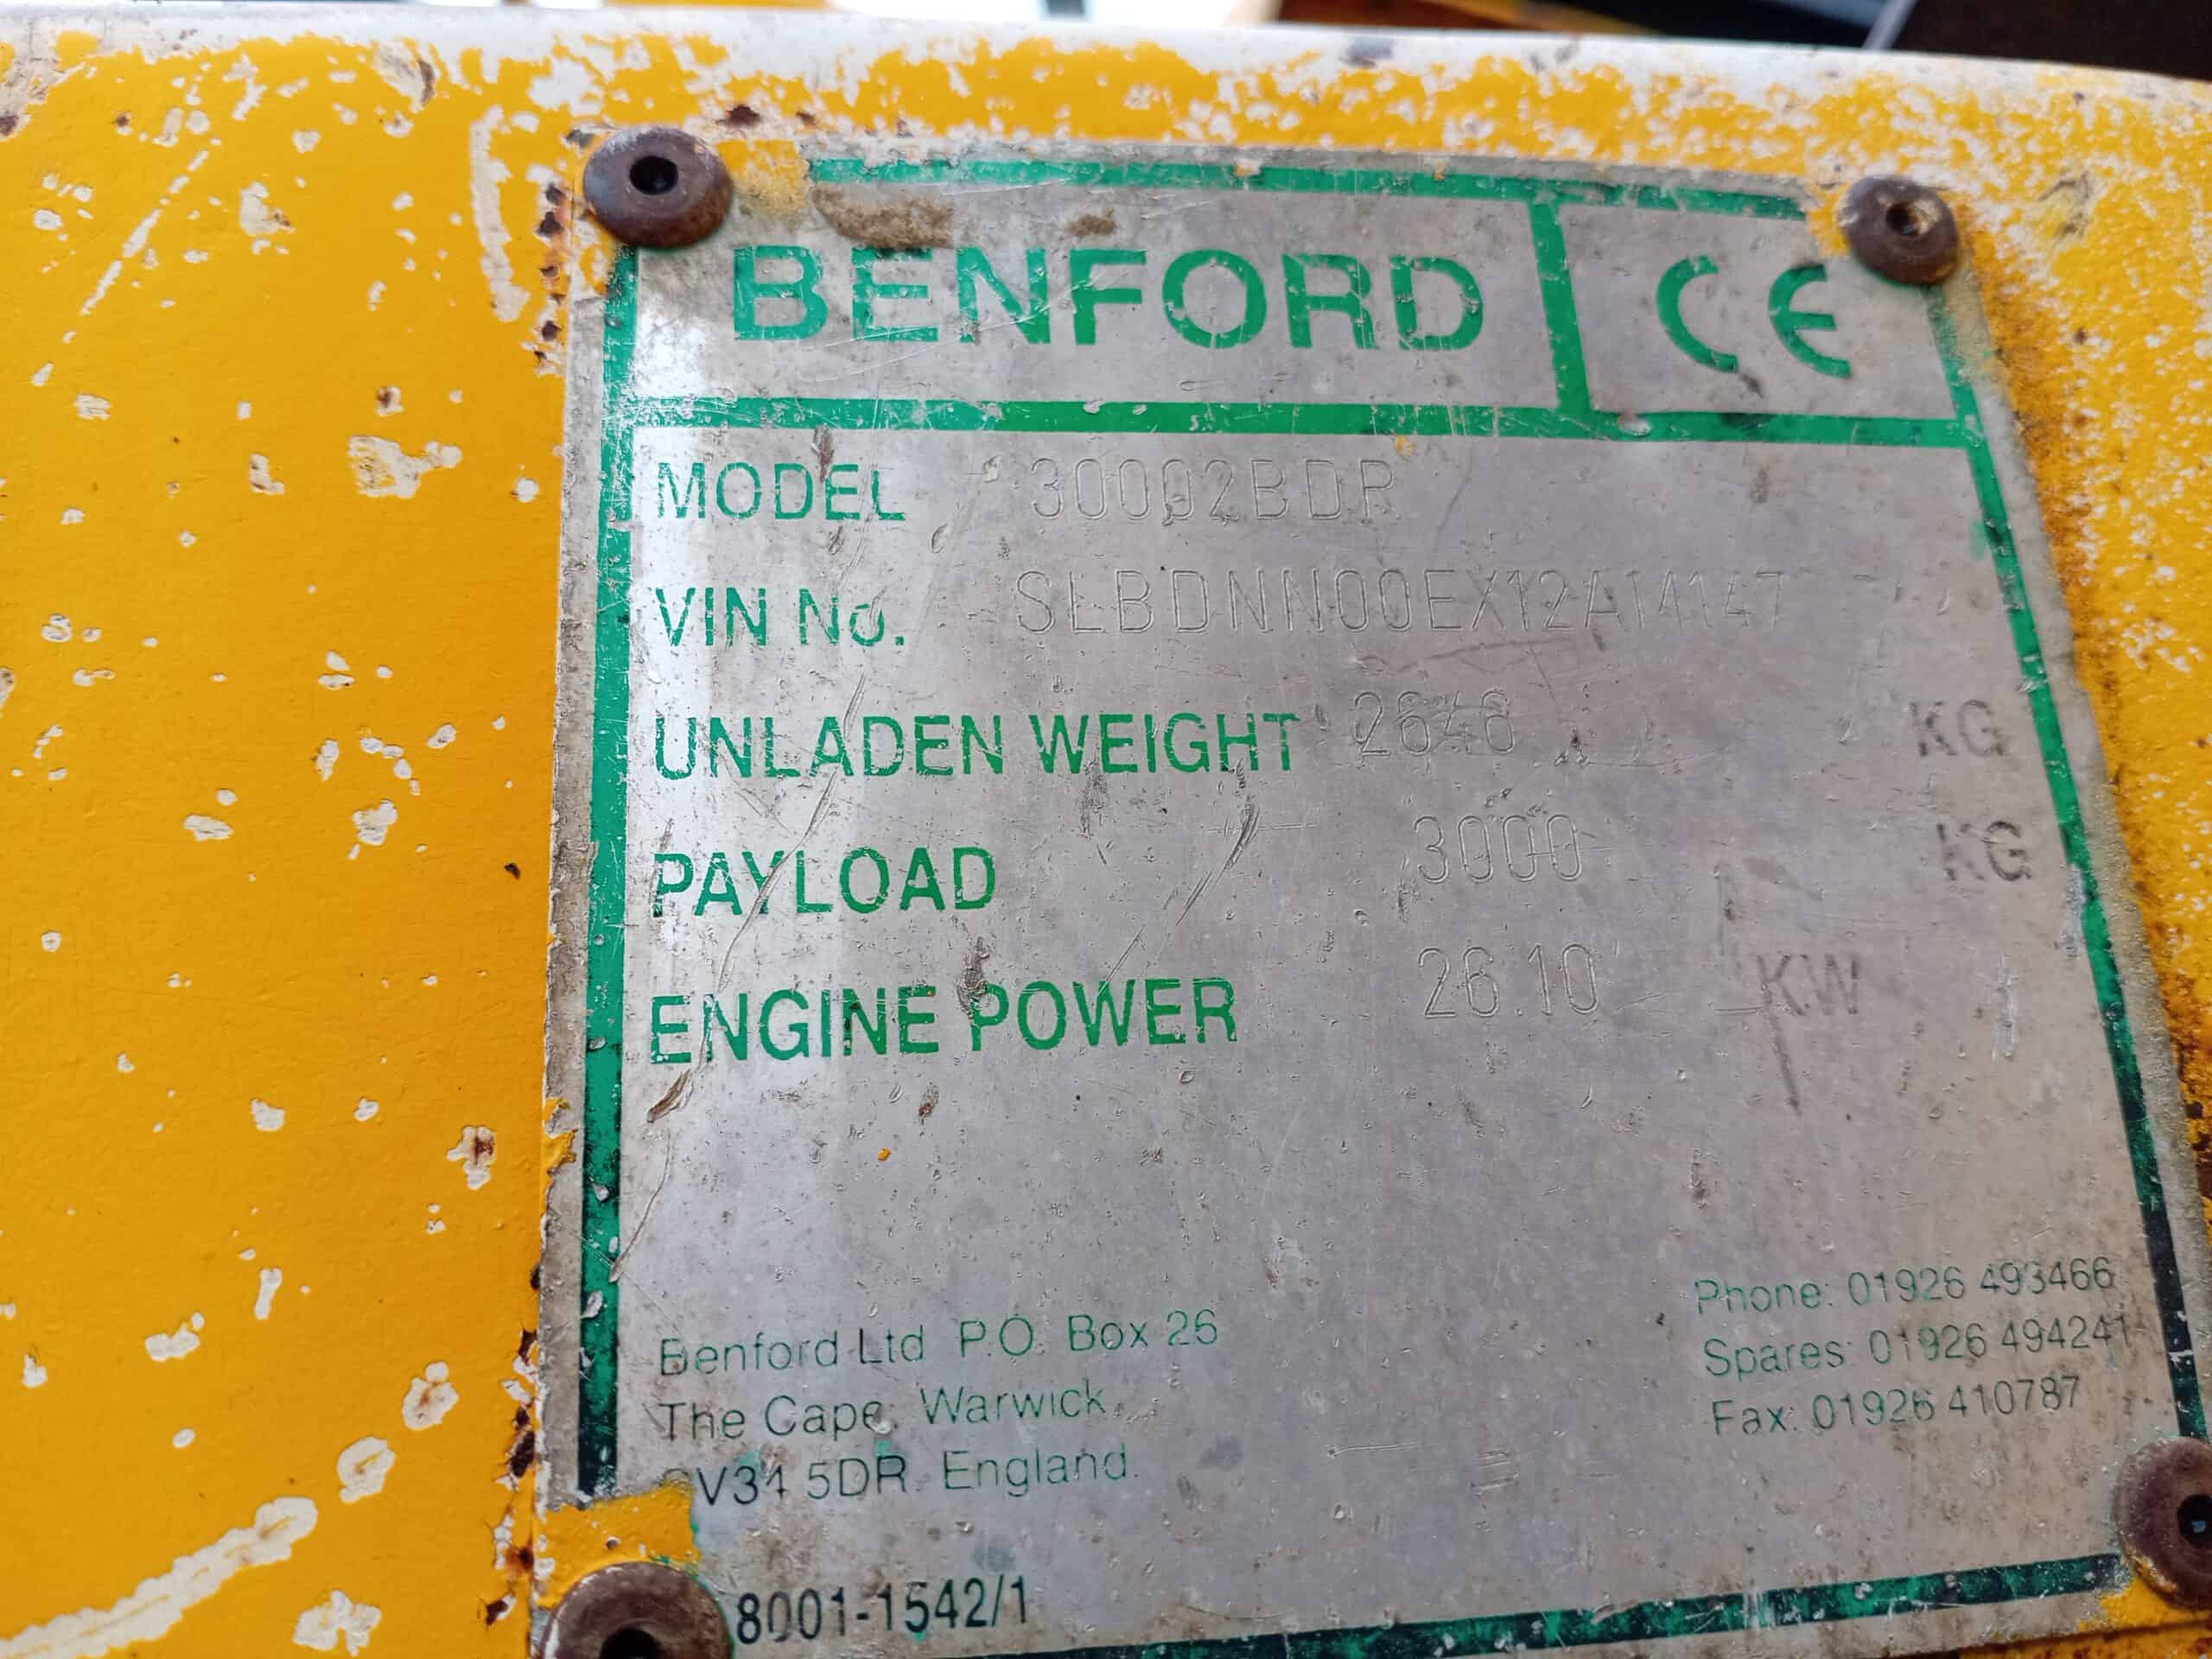 BENFORD CE
MODEL 30002BDR
VIN No. SLBDNN00EX12A14147
UNLADEN WEIGHT 2646 KG
PAYLOAD 3000 KG
ENGINE POWER 26.10 KW
Benford Ltd P.O. Box 26
The Cape, Warwick,
CV34 5DR. England.
Phone: 01926 493466
Spares: 01926 494241
Fax: 01926 410787
8001-1542/1